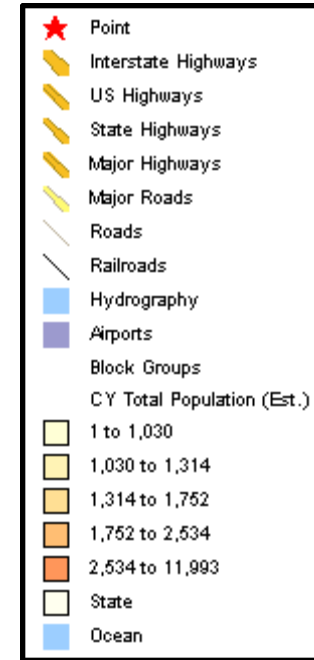 Point
Interstate Highways
US Highways
State Highways
Major Highways
Major Roads
Roads
Railroads
Hydrography
Airports
Block Groups
CY Total Population (Est.)
1 to 1,030
1,030 to 1,314
1,314 to 1,752
1,752 to 2,534
2,534 to 11,993
State
Ocean